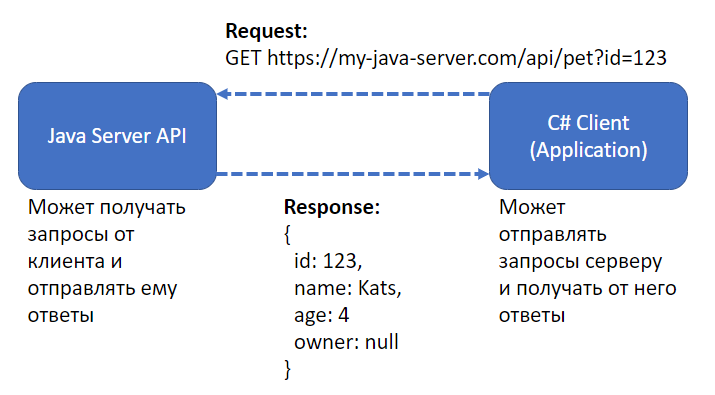 Request:
GET https://my-java-server.com/api/pet?id=123
Java Server API
C# Client
(Application)
Может получать
запросы от
клиента и
отправлять ему
ответы
Response:
{
id: 123,
name: Kats,
age: 4
owner: null
}
Может
отправлять
запросы серверу
и получать от него
ответы